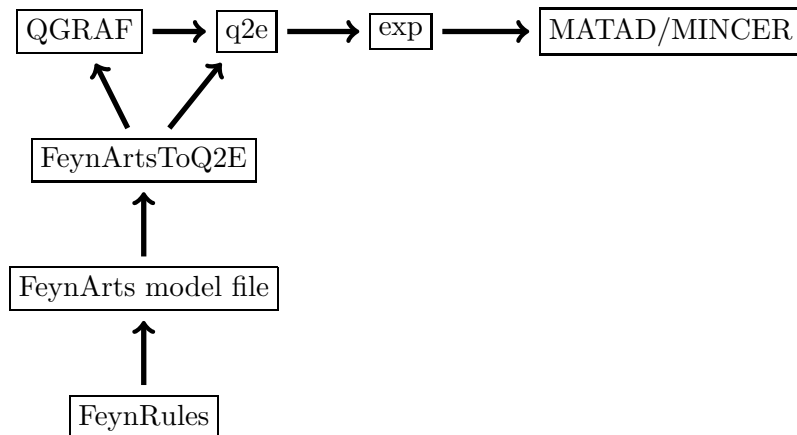 QGRAF
q2e
exp
MATAD/MINCER
FeynArtsToQ2E
FeynArts model file
FeynRules